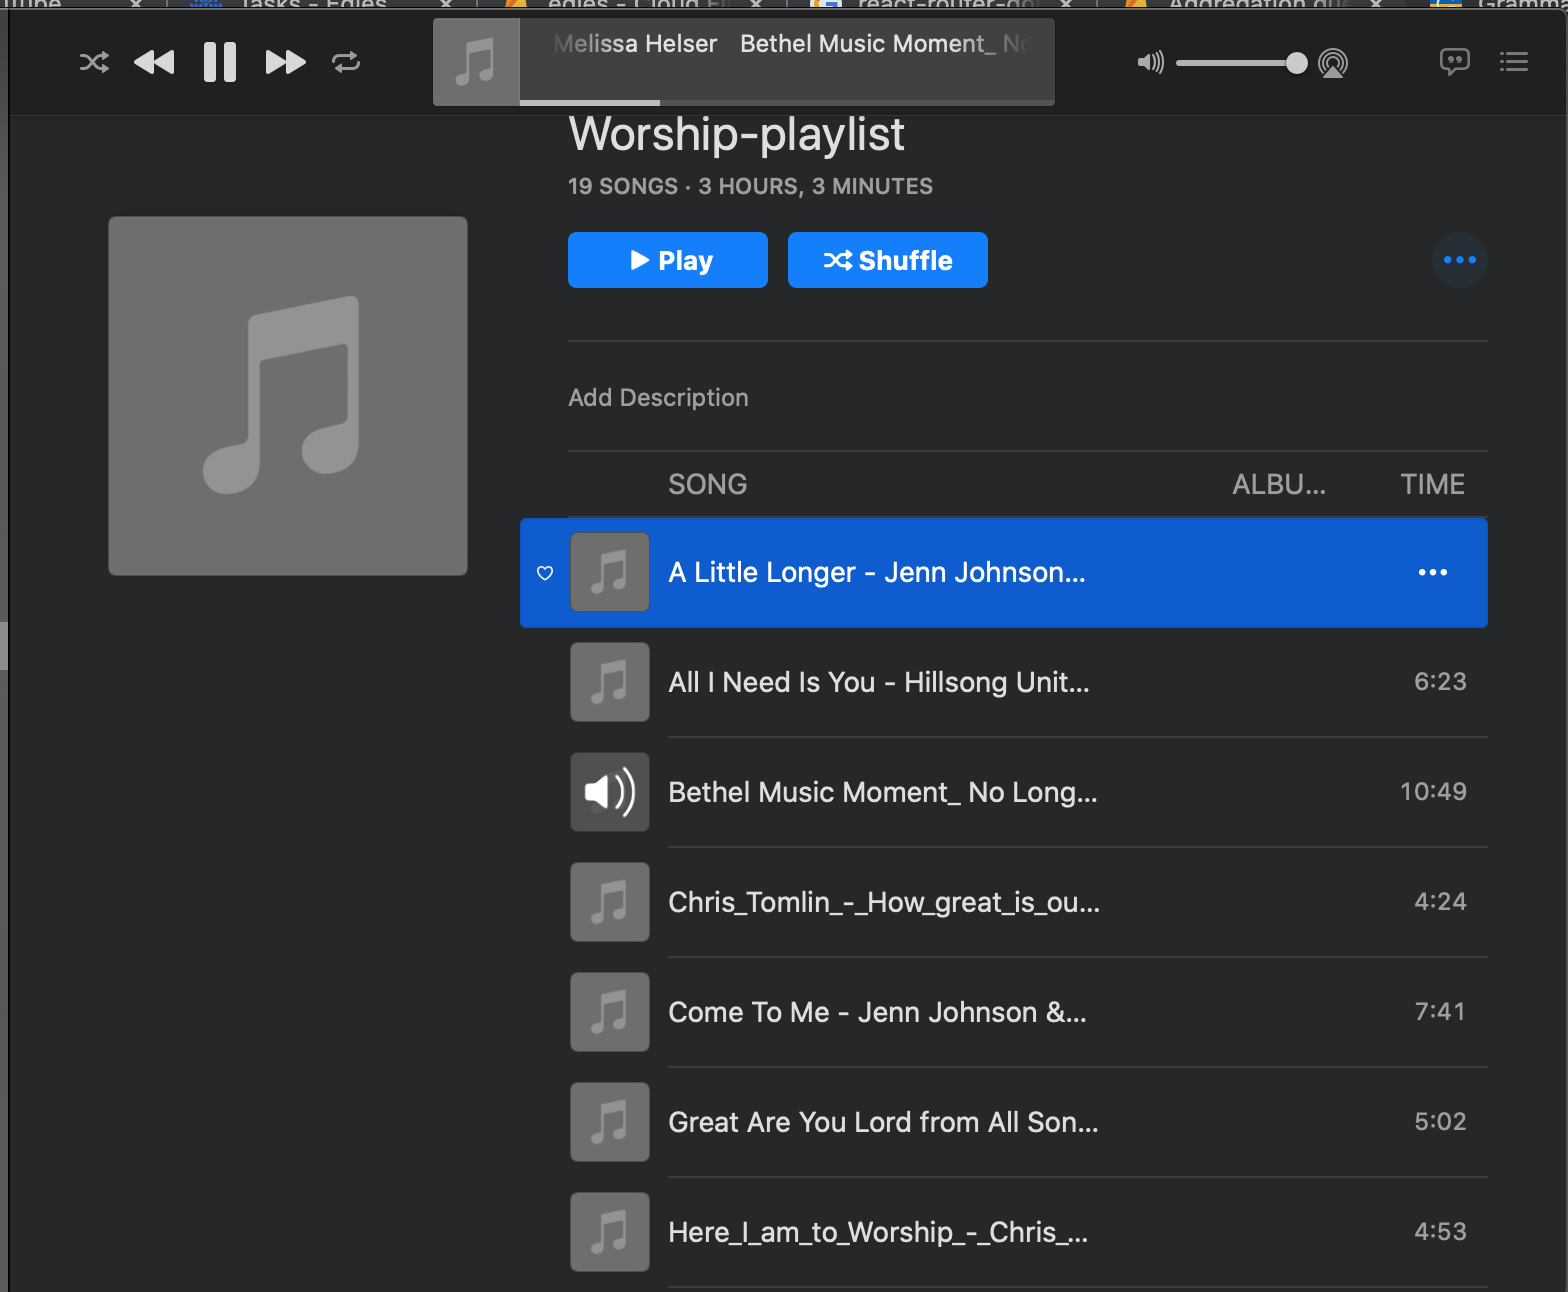 Melissa Helser Bethel Music Moment_
Worship-playlist
19 SONGS · 3 HOURS, 3 MINUTES
Play
Shuffle
Add Description
SONG ALBU... TIME
A Little Longer - Jenn Johnson...
All I Need Is You - Hillsong Unit... 6:23
Bethel Music Moment_ No Long... 10:49
Chris_Tomlin_-_How_great_is_ou... 4:24
Come To Me - Jenn Johnson &... 7:41
Great Are You Lord from All Son... 5:02
Here_I_am_to_Worship_-_Chris_... 4:53